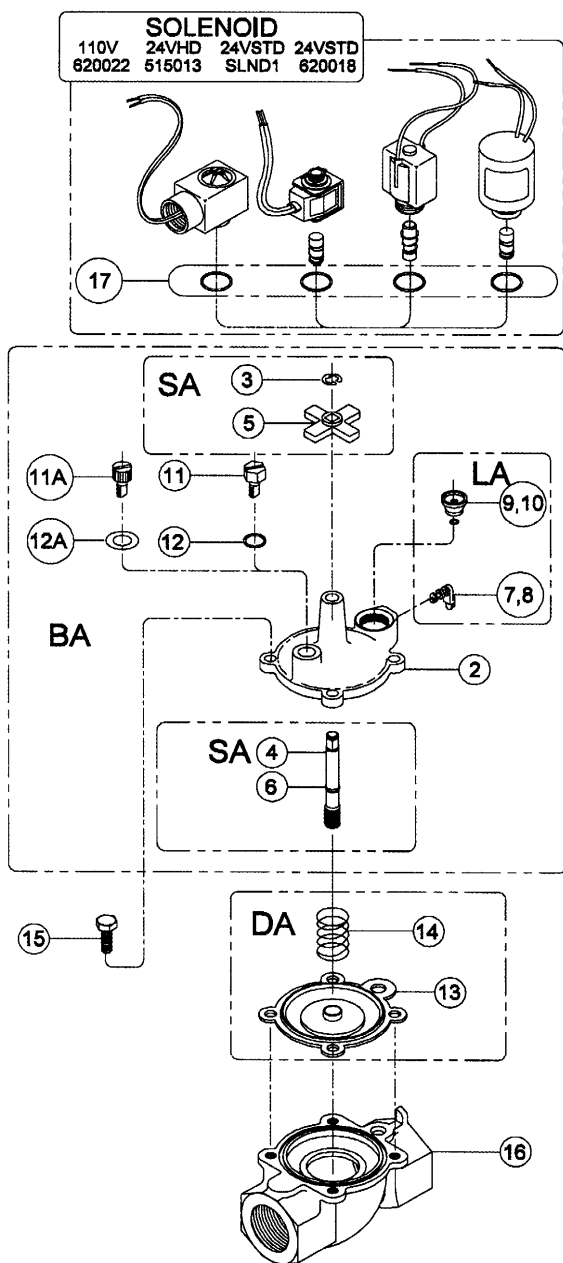 SOLENOID
110V 24VHD 24VSTD 24VSTD
620022 515013 SLND1 620018
17
SA
3
5
11A
11
LA
9,10
12A
12
7,8
BA
2
SA
4
6
15
DA
14
13
16